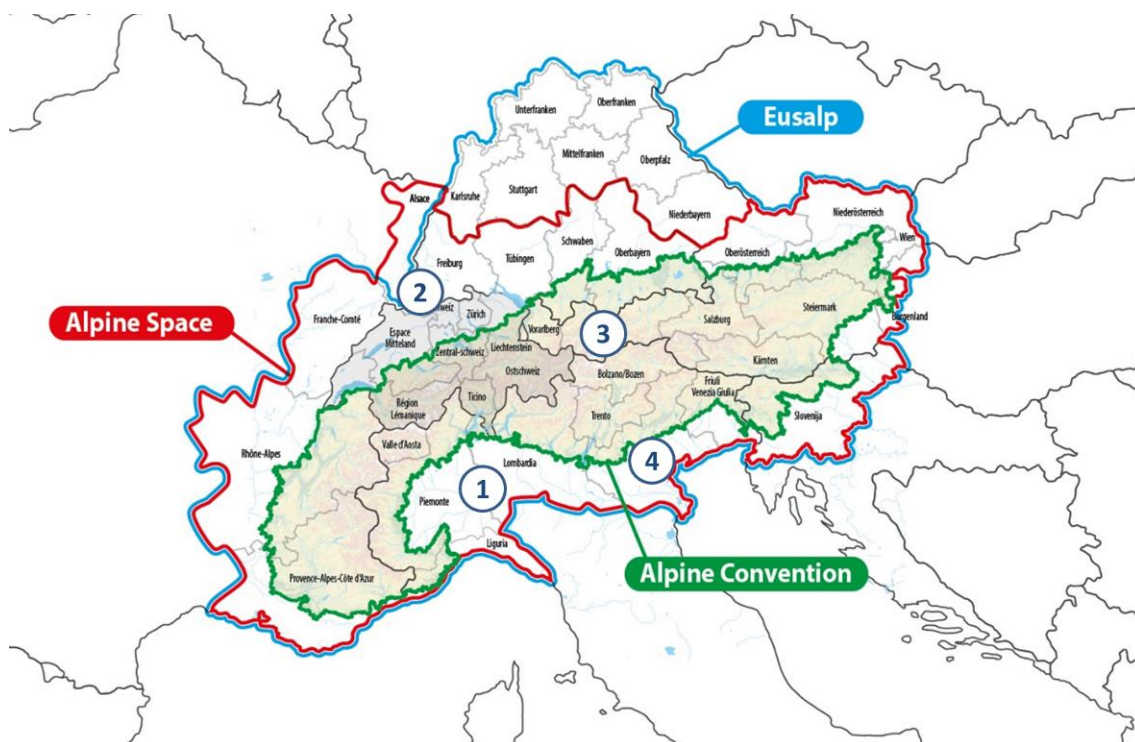 Unterfranken
Oberfranken
Eusalp
Mittelfranken
Oberpfalz
Alsace
Karlsruhe
Stuttgart
Niederbayern
Niederösterreich
Wien
Schwaben
Oberbayern
Oberösterreich
Freiburg
Tübingen
2
Alpine Space
Franche-Comté
Zürich
Espace
Mitteland
Vorarlberg
3
Salzburg
Steiermark
Burgenland
Zentral-schweiz
Liechtenstein
Ostschweiz
Kärnten
Bolzano/Bozen
Région
Lémanique
Ticino
Friuli
Venezia Giulia
Slovenija
Trento
Valle d'Aosta
Rhône-Alpes
Lombardia
4
1
Piemonte
Liguria
Alpine Convention
Provence-Alpes-Côte d'Azur